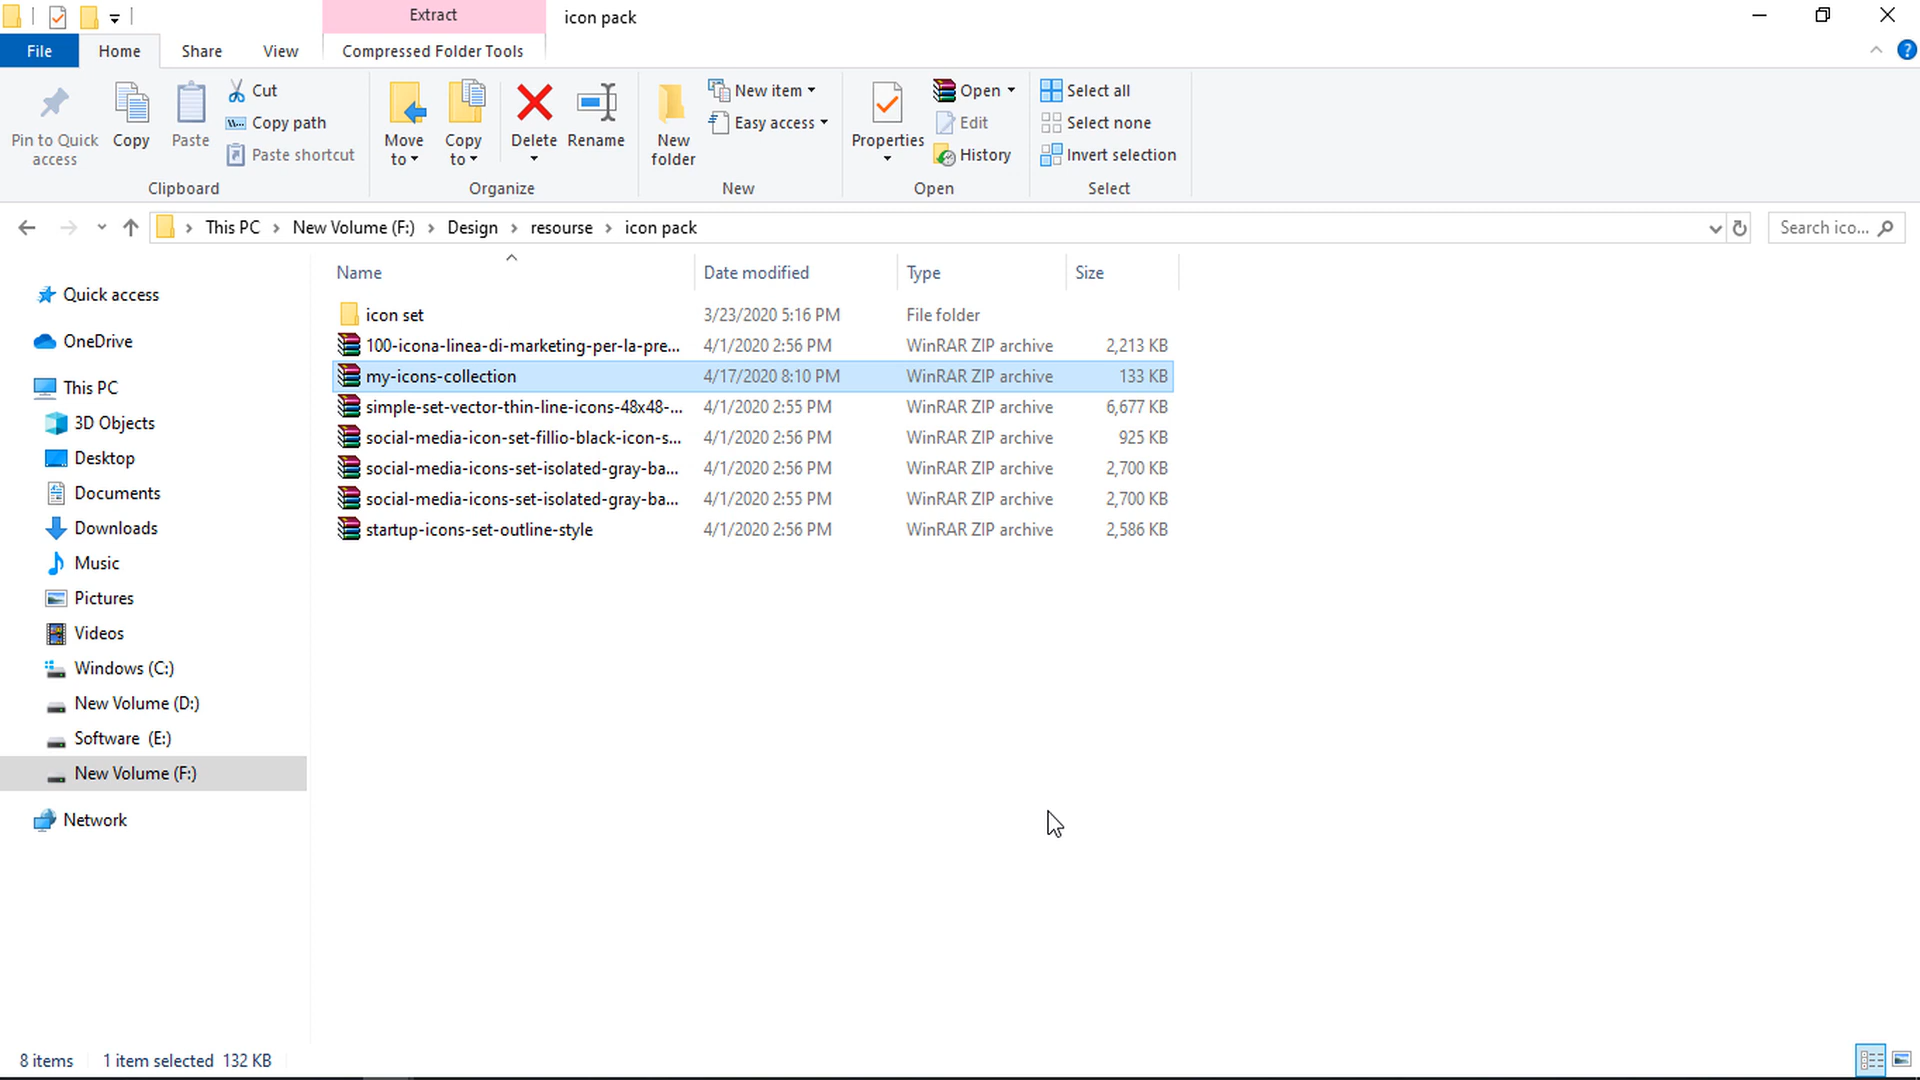 Extract
icon pack
File
Home
Share
View
Compressed Folder Tools
Pin to Quick access
Copy
Paste
Cut
Copy path
Paste shortcut
Clipboard
Move to
Copy to
Delete
Rename
Organize
New folder
New item
Easy access
New
Properties
Open
Edit
History
Open
Select all
Select none
Invert selection
Select
This PC > New Volume (F:) > Design > resourse > icon pack
Search ico...
Name Date modified Type Size
icon set 3/23/2020 5:16 PM File folder
100-icona-linea-di-marketing-per-la-pre... 4/1/2020 2:56 PM WinRAR ZIP archive 2,213 KB
my-icons-collection 4/17/2020 8:10 PM WinRAR ZIP archive 133 KB
simple-set-vector-thin-line-icons-48x48-... 4/1/2020 2:55 PM WinRAR ZIP archive 6,677 KB
social-media-icon-set-fillio-black-icon-s... 4/1/2020 2:56 PM WinRAR ZIP archive 925 KB
social-media-icons-set-isolated-gray-ba... 4/1/2020 2:56 PM WinRAR ZIP archive 2,700 KB
social-media-icons-set-isolated-gray-ba... 4/1/2020 2:55 PM WinRAR ZIP archive 2,700 KB
startup-icons-set-outline-style 4/1/2020 2:56 PM WinRAR ZIP archive 2,586 KB
Quick access
OneDrive
This PC
3D Objects
Desktop
Documents
Downloads
Music
Pictures
Videos
Windows (C:)
New Volume (D:)
Software (E:)
New Volume (F:)
Network
8 items 1 item selected 132 KB